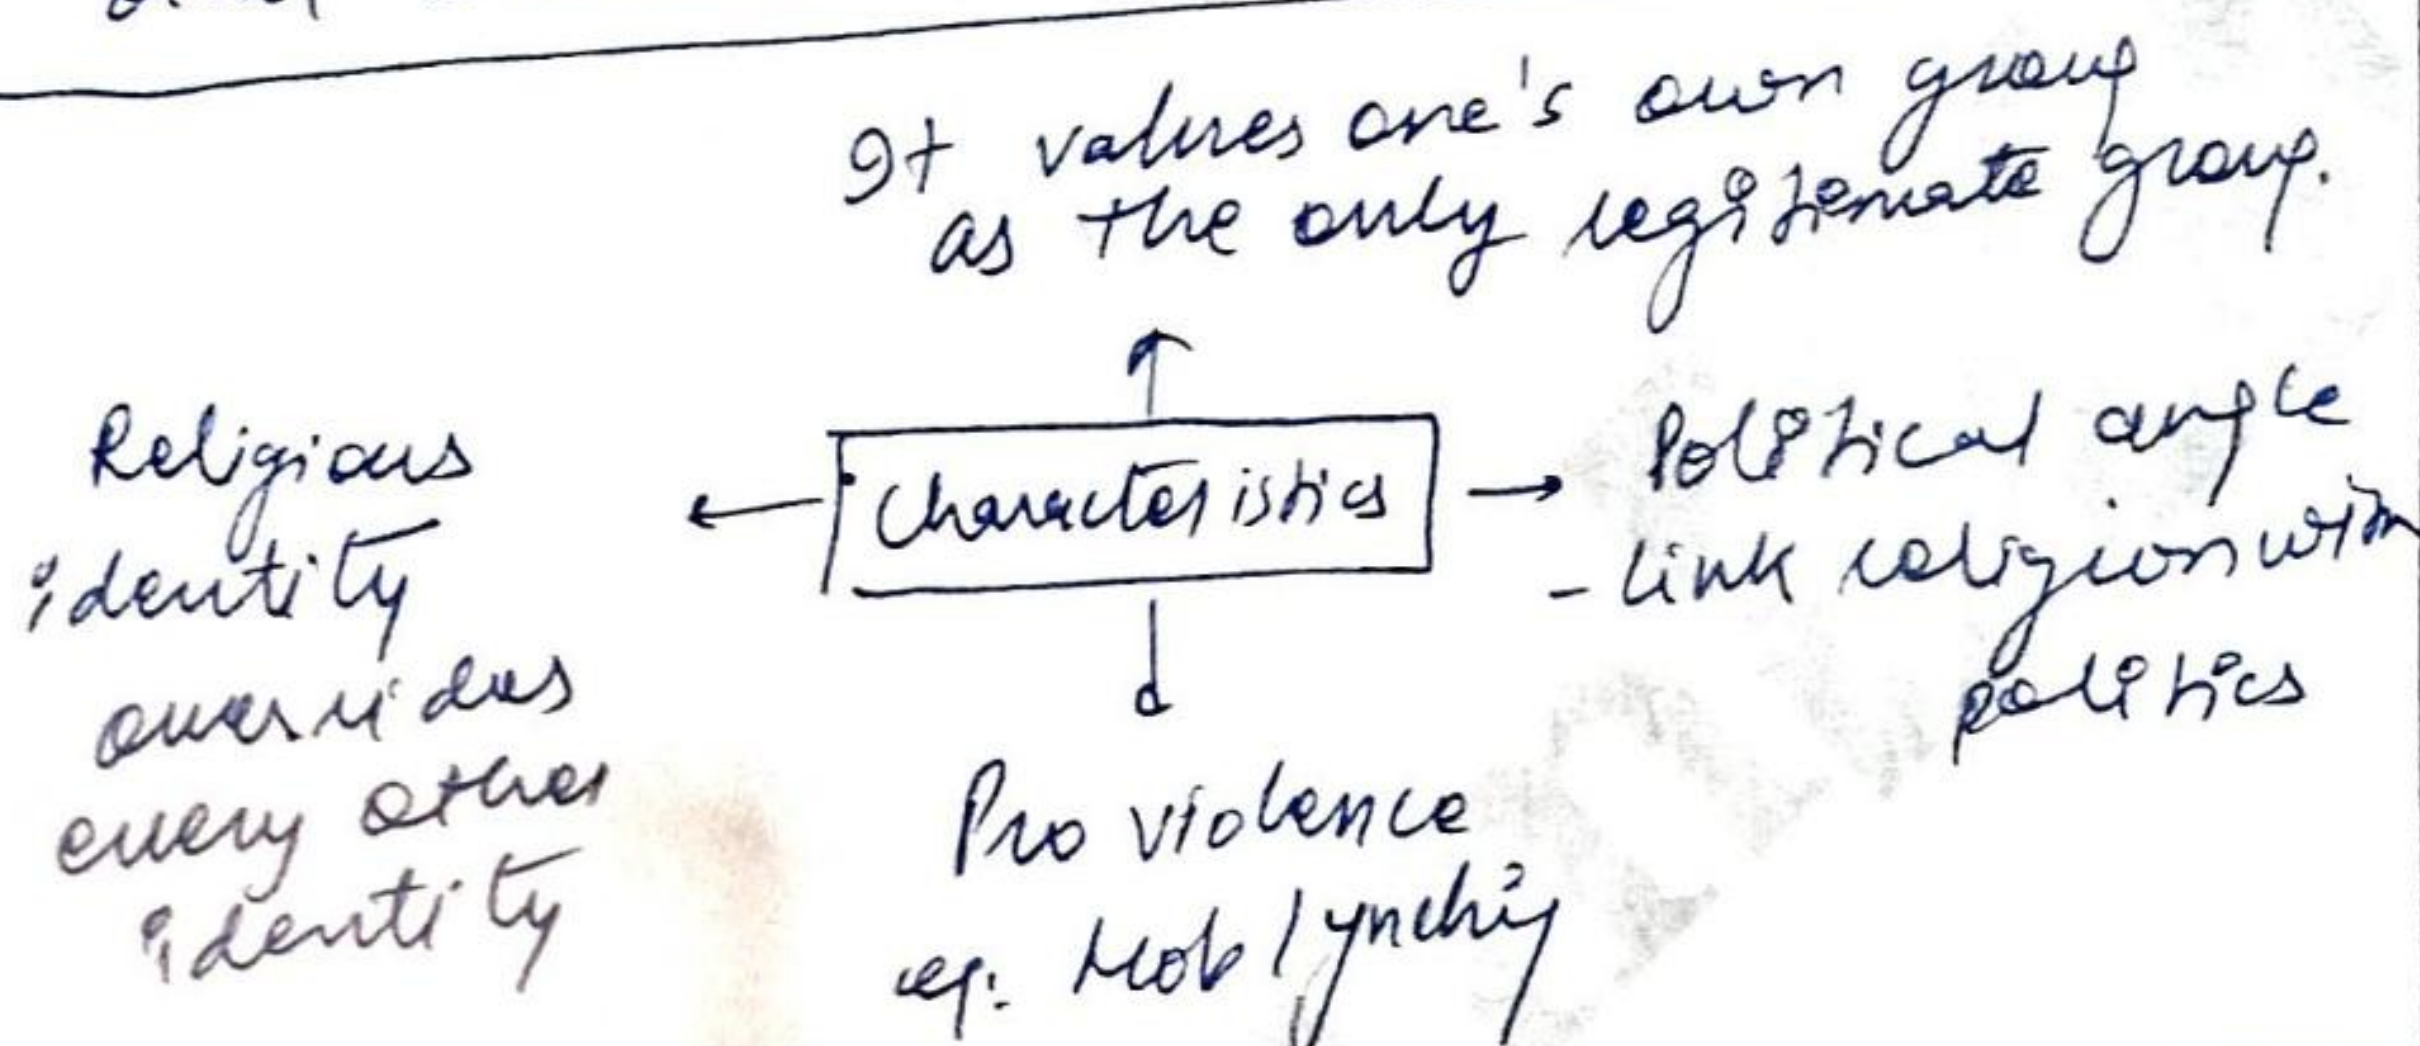 It values one's own group
as the only legitimate group.
Religious
identity
overrides
every other
identity
Characteristics
Political angle
- link religion with
politics
Pro violence
eg: Mob lynching